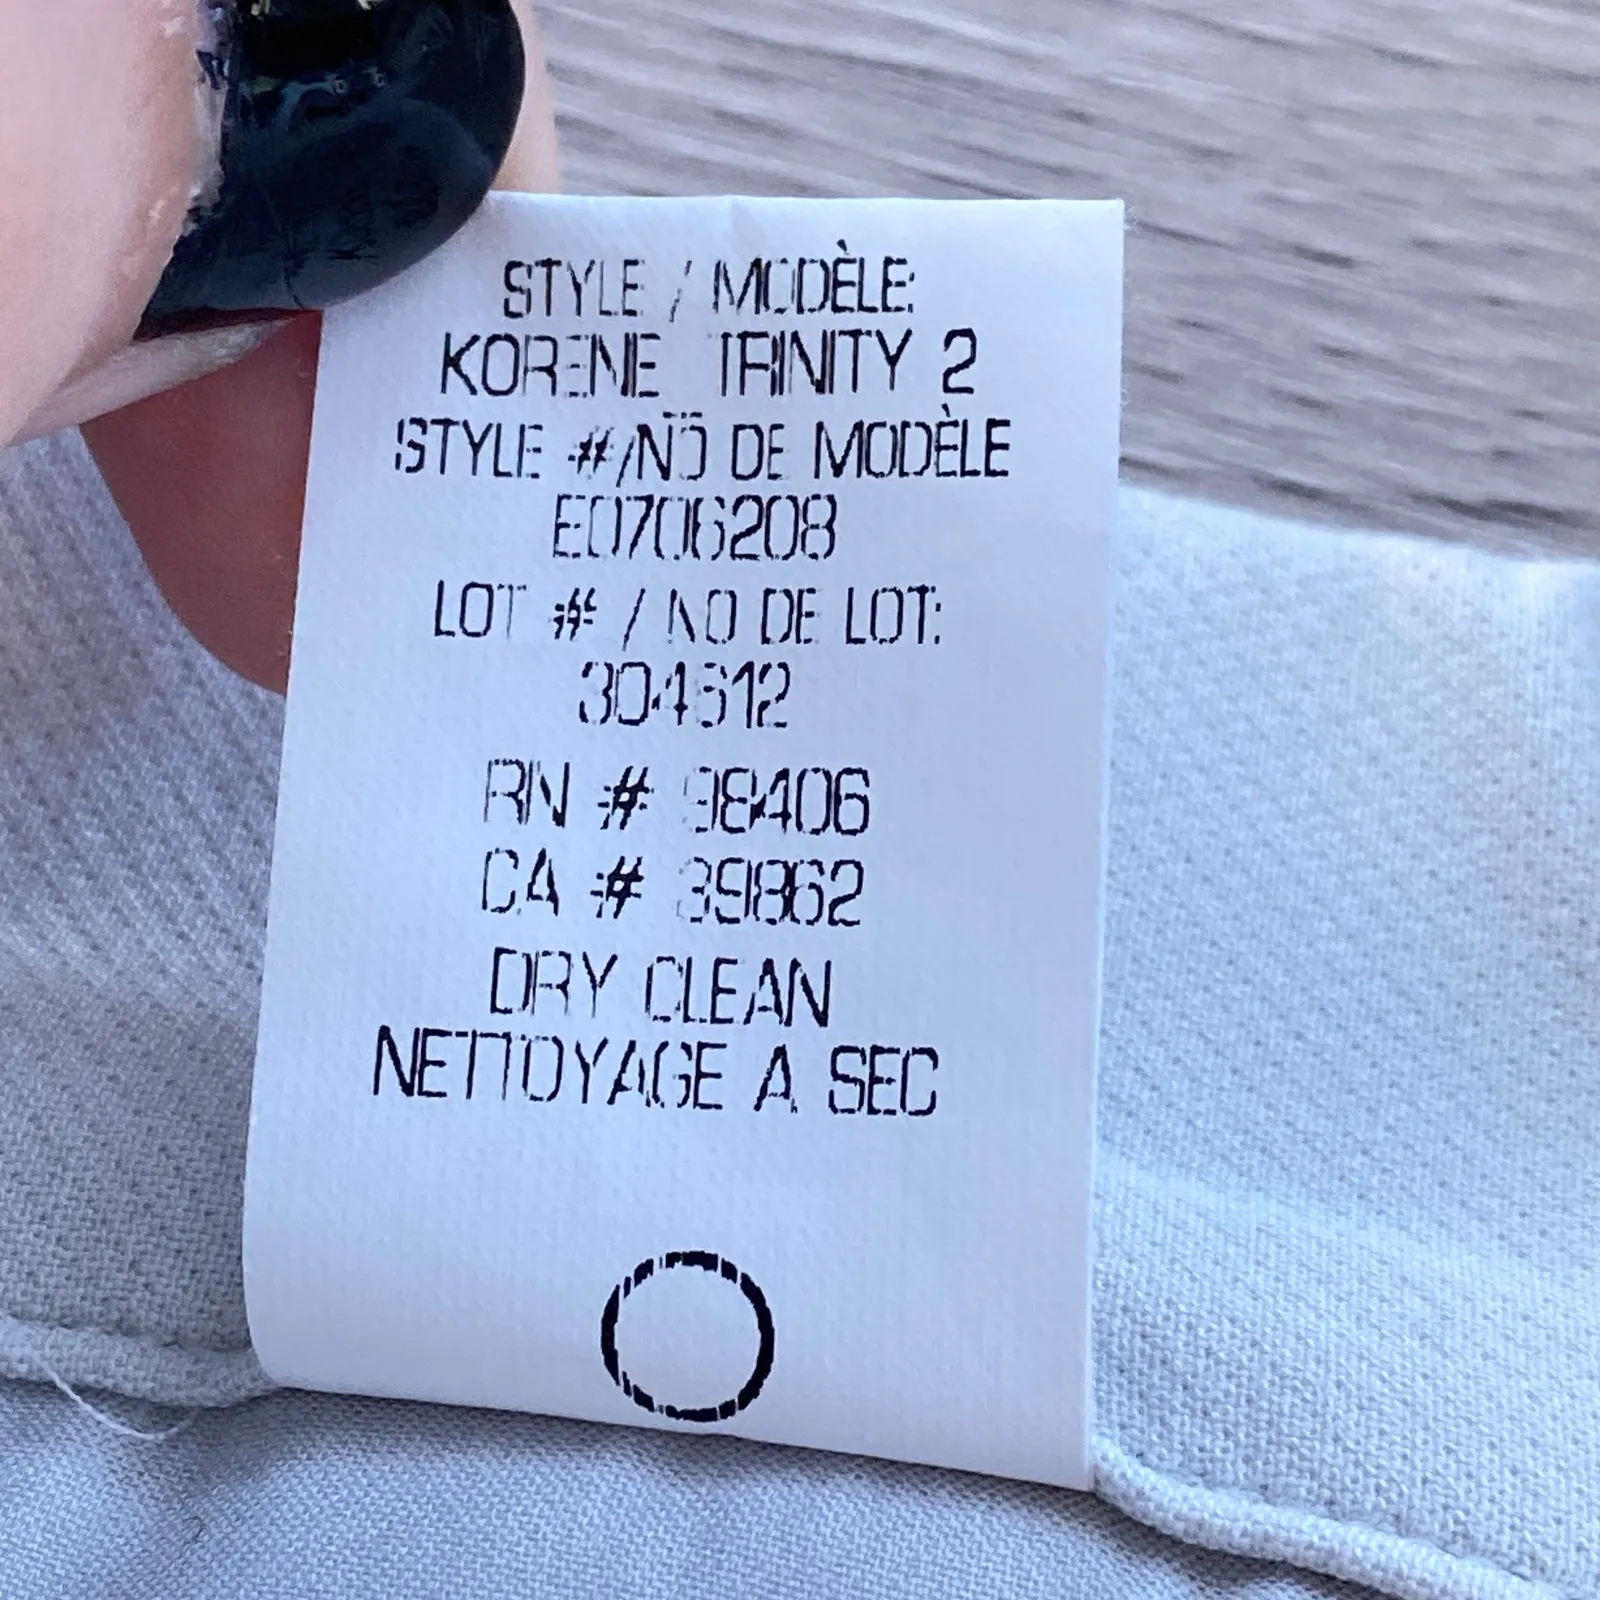 STYLE / MODÈLE:
KORENE TRINITY 2
STYLE #/NO DE MODÈLE
E0706208
LOT # / NO DE LOT:
304612
RN # 98406
CA # 39862
DRY CLEAN
NETTOYAGE A SEC